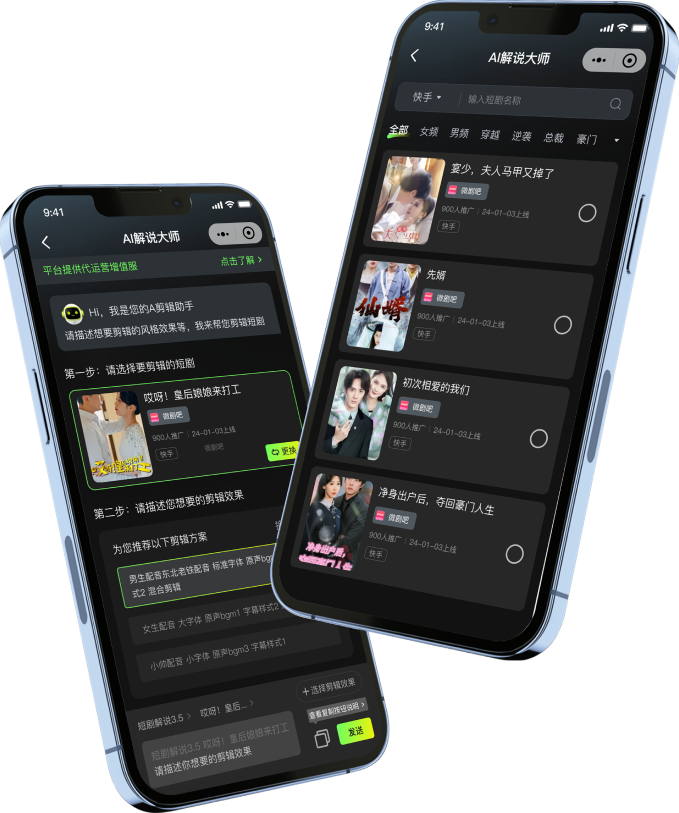 9:41
AI解说大师
平台提供代运营增值服
点击了解 >
Hi，我是您的A剪辑助手
请描述想要剪辑的风格效果等，我来帮您剪辑短剧
第一步：请选择要剪辑的短剧
哎呀！皇后娘娘来打工
微剧吧
900人推广 | 24-01-03上线
快手
微剧吧
更换
第二步：请描述您想要的剪辑效果
为您推荐以下剪辑方案
男生配音东北老铁配音 标准字体 原声bg
式2 混合剪辑
女生配音 大字体 原声bgm1 字幕样式2
小帅配音 小字体 原声bgm3 字幕样式1
+选择剪辑效果
短剧解说3.5 > 哎呀！皇后... >
查看复制按钮说明 >
短剧解说3.5 哎呀！皇后娘娘来打工
请描述你想要的剪辑效果
发送
9:41
AI解说大师
快手
输入短剧名称
全部 女频 男频 穿越 逆袭 总裁 豪门
宴少，夫人马甲又掉了
微剧吧
900人推广 | 24-01-03上线
快手
仙婿
先婿
微剧吧
900人推广 | 24-01-03上线
快手
初次相爱的我们
微剧吧
900人推广 | 24-01-03上线
快手
净身出户后，
净身出户后，夺回豪门人生
微剧吧
900人推广 | 24-01-03上线
快手